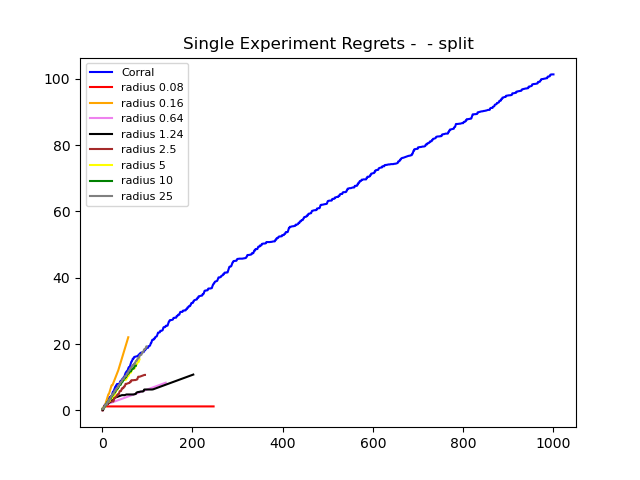 Single Experiment Regrets -  - split
Corral
radius 0.08
radius 0.16
radius 0.64
radius 1.24
radius 2.5
radius 5
radius 10
radius 25
100
80
60
40
20
0
0 200 400 600 800 1000